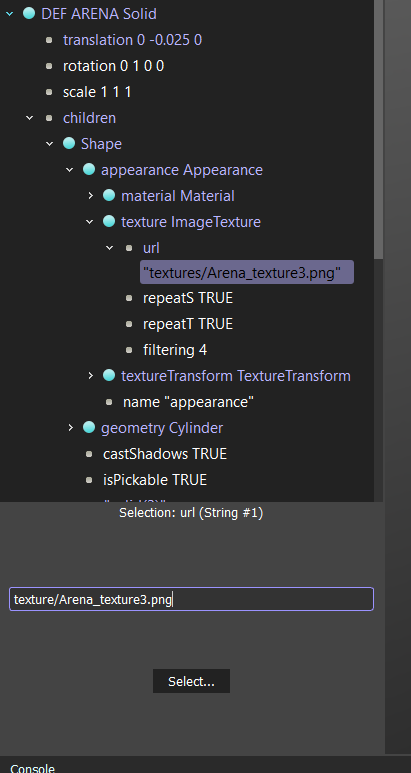 DEF ARENA Solid
translation 0 -0.025 0
rotation 0 1 0 0
scale 1 1 1
children
Shape
appearance Appearance
material Material
texture ImageTexture
url
"textures/Arena_texture3.png"
repeatS TRUE
repeatT TRUE
filtering 4
textureTransform TextureTransform
name "appearance"
geometry Cylinder
castShadows TRUE
isPickable TRUE
Selection: url (String #1)
texture/Arena_texture3.png
Select...
Console